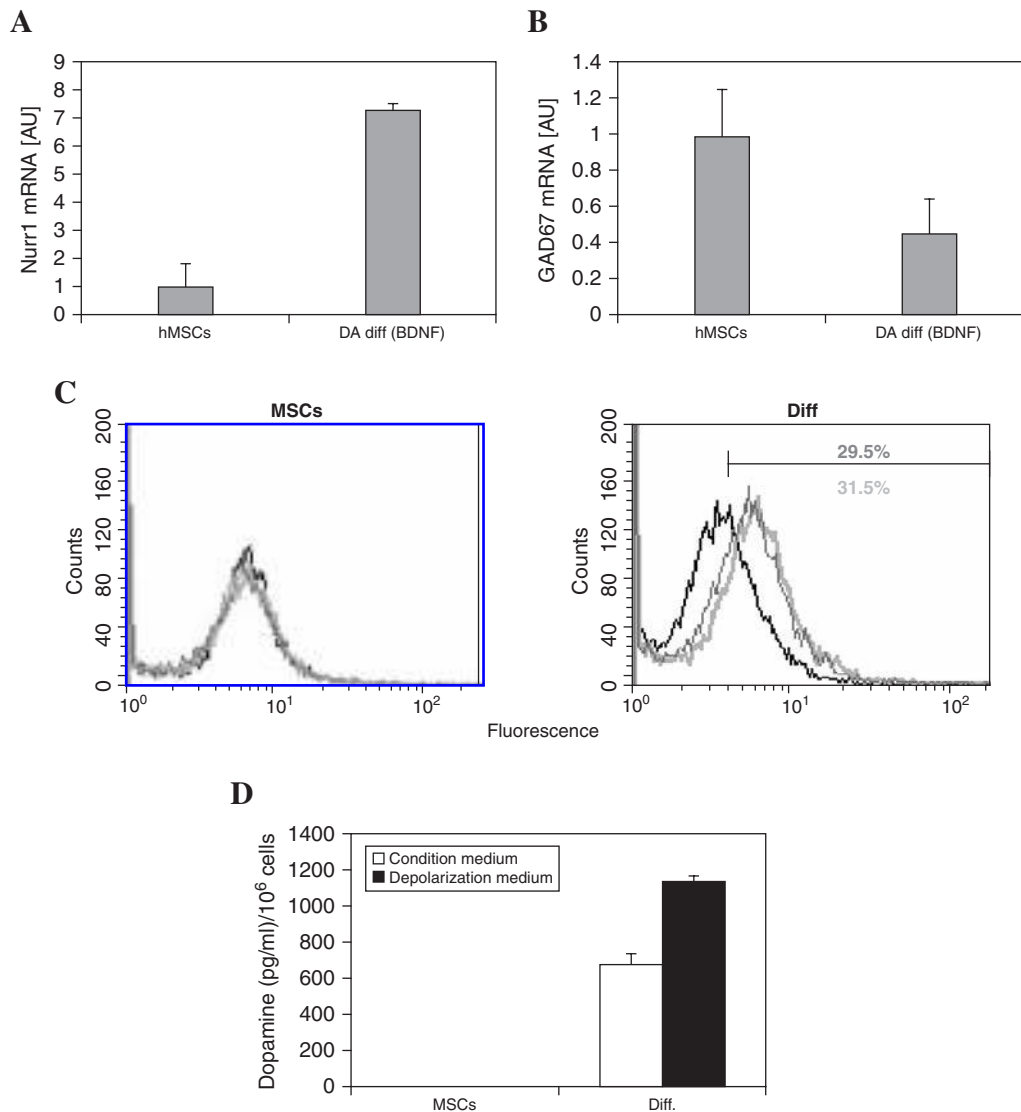 A
Nurr1 mRNA [AU]
9
8
7
6
5
4
3
2
1
0
hMSCs
DA diff (BDNF)
B
GAD67 mRNA [AU]
1.4
1.2
1
0.8
0.6
0.4
0.2
0
hMSCs
DA diff (BDNF)
C
MSCs
Counts
200
160
120
80
40
0
10⁰
10¹
10²
Diff
29.5%
31.5%
Counts
200
160
120
80
40
0
10⁰
10¹
10²
Fluorescence
D
Dopamine (pg/ml)/10⁶ cells
1400
1200
1000
800
600
400
200
0
Condition medium
Depolarization medium
MSCs
Diff.